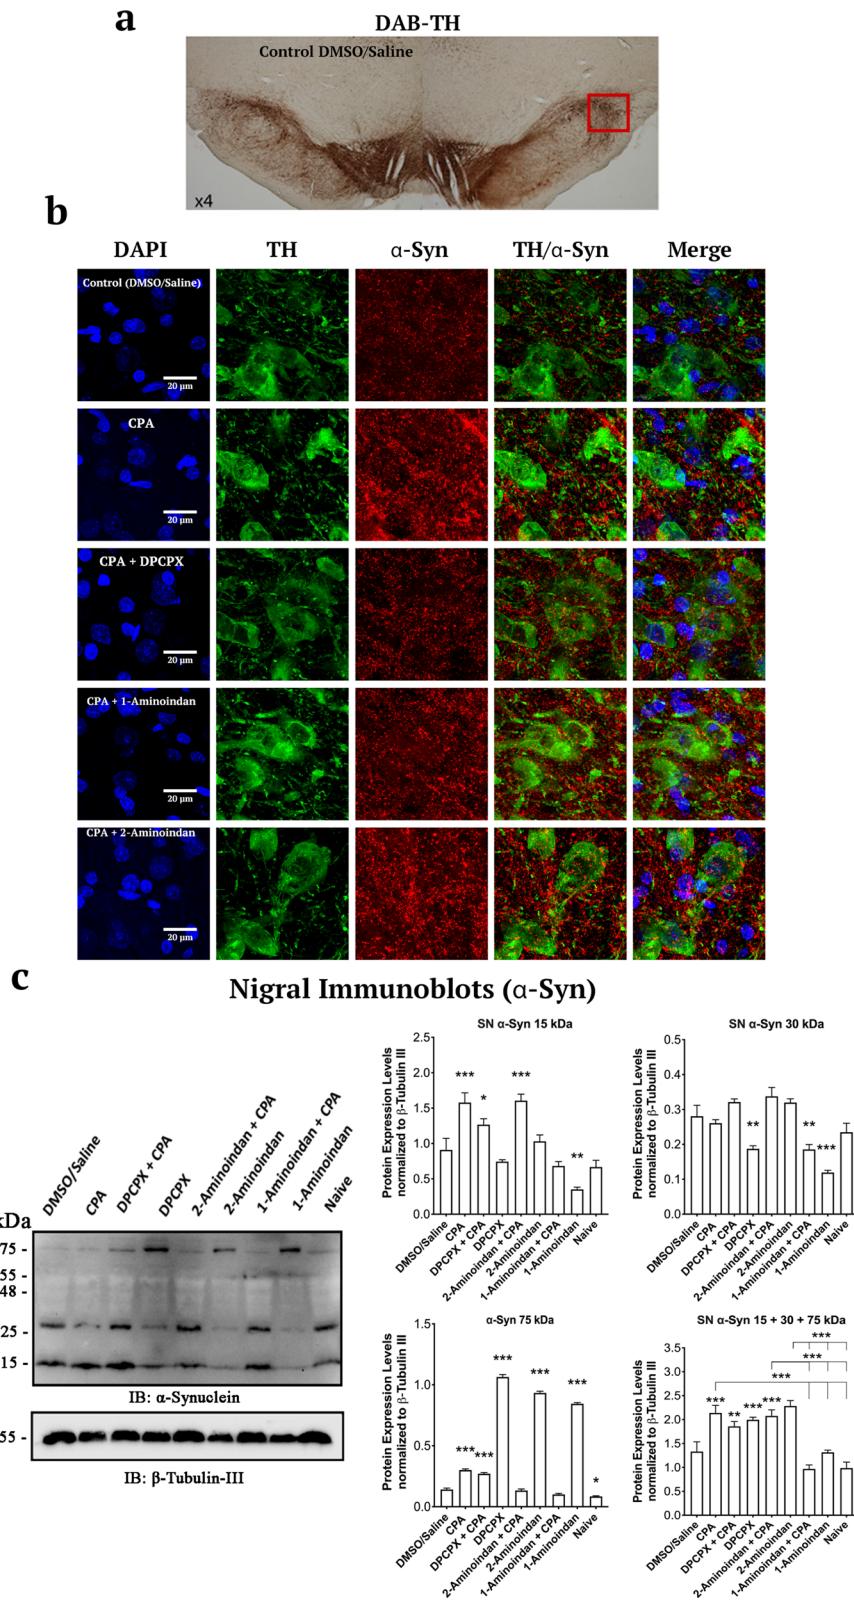 a
DAB-TH
Control DMSO/Saline
x4
b
DAPI TH α-Syn TH/α-Syn Merge
Control (DMSO/Saline)
20 μm
CPA
20 μm
CPA + DPCPX
20 μm
CPA + 1-Aminoindan
20 μm
CPA + 2-Aminoindan
20 μm
c
Nigral Immunoblots (α-Syn)
DMSO/Saline
CPA
DPCPX + CPA
DPCPX
2-Aminoindan + CPA
2-Aminoindan
1-Aminoindan + CPA
1-Aminoindan
Naive
kDa
75 -
55 -
48 -
25 -
15 -
IB: α-Synuclein
55 -
IB: β-Tubulin-III
SN α-Syn 15 kDa
Protein Expression Levels
normalized to β-Tubulin III
2.5
2.0
1.5
1.0
0.5
0.0
*** * *** **
DMSO/Saline
CPA
DPCPX + CPA
DPCPX
2-Aminoindan + CPA
2-Aminoindan
1-Aminoindan + CPA
1-Aminoindan
Naive
SN α-Syn 30 kDa
Protein Expression Levels
normalized to β-Tubulin III
0.5
0.4
0.3
0.2
0.1
0.0
** ** ***
DMSO/Saline
CPA
DPCPX + CPA
DPCPX
2-Aminoindan + CPA
2-Aminoindan
1-Aminoindan + CPA
1-Aminoindan
Naive
α-Syn 75 kDa
Protein Expression Levels
normalized to β-Tubulin III
1.5
1.0
0.5
0.0
*** *** *** *** *** *
DMSO/Saline
CPA
DPCPX + CPA
DPCPX
2-Aminoindan + CPA
2-Aminoindan
1-Aminoindan + CPA
1-Aminoindan
Naive
SN α-Syn 15 + 30 + 75 kDa
Protein Expression Levels
normalized to β-Tubulin III
3.5
3.0
2.5
2.0
1.5
1.0
0.5
0.0
***
***
***
*** ** *** ***
DMSO/Saline
CPA
DPCPX + CPA
DPCPX
2-Aminoindan + CPA
2-Aminoindan
1-Aminoindan + CPA
1-Aminoindan
Naive